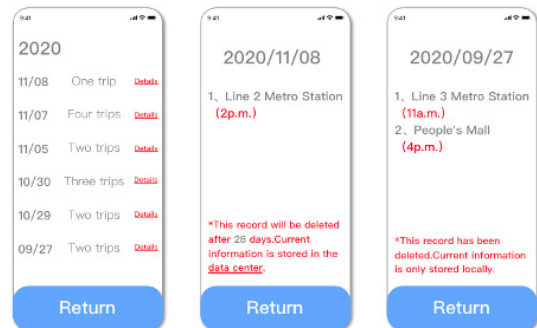 9:41
2020
11/08 One trip Details
11/07 Four trips Details
11/05 Two trips Details
10/30 Three trips Details
10/29 Two trips Details
09/27 Two trips Details
Return
9:41
2020/11/08
1、Line 2 Metro Station
(2p.m.)
*This record will be deleted
after 28 days.Current
information is stored in the
data center.
Return
9:41
2020/09/27
1、Line 3 Metro Station
(11a.m.)
2、People's Mall
(4p.m.)
*This record has been
deleted.Current information
is only stored locally.
Return